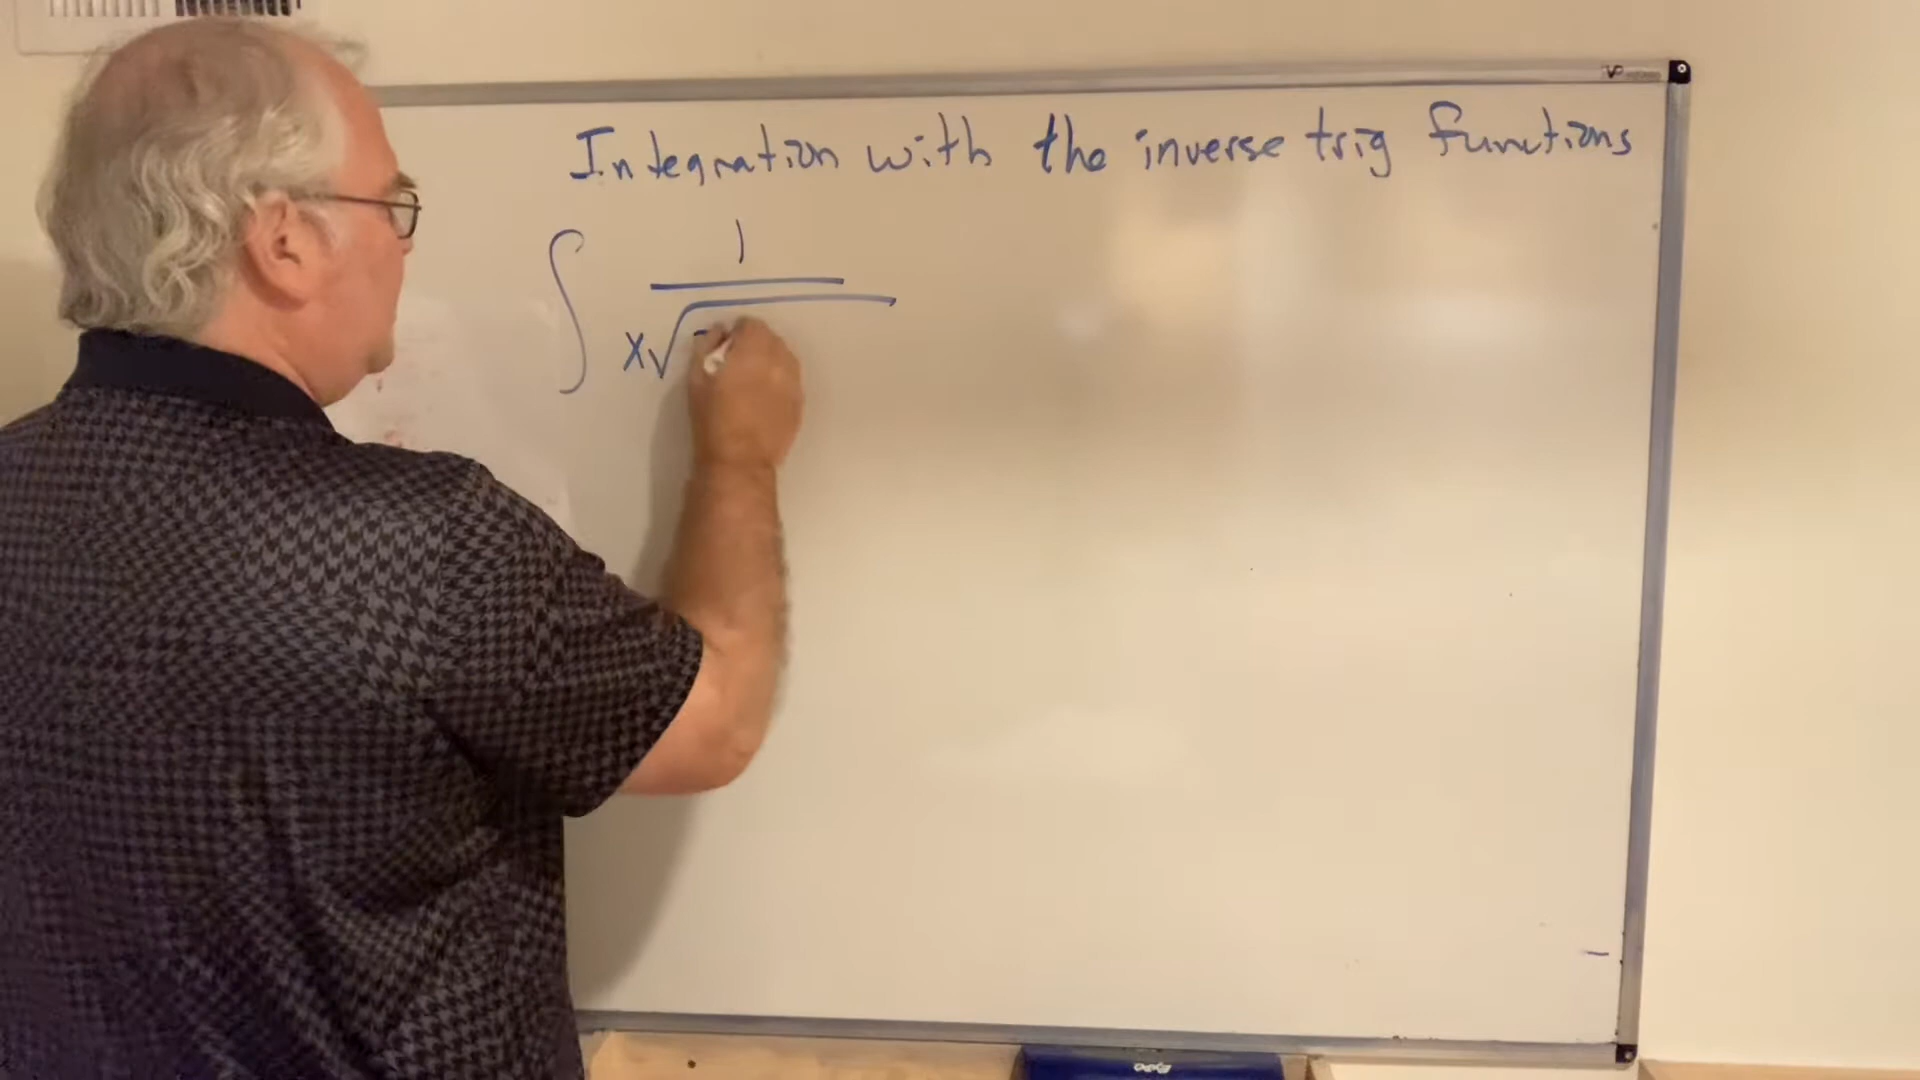 Integration with the inverse trig functions
∫ 1
x√